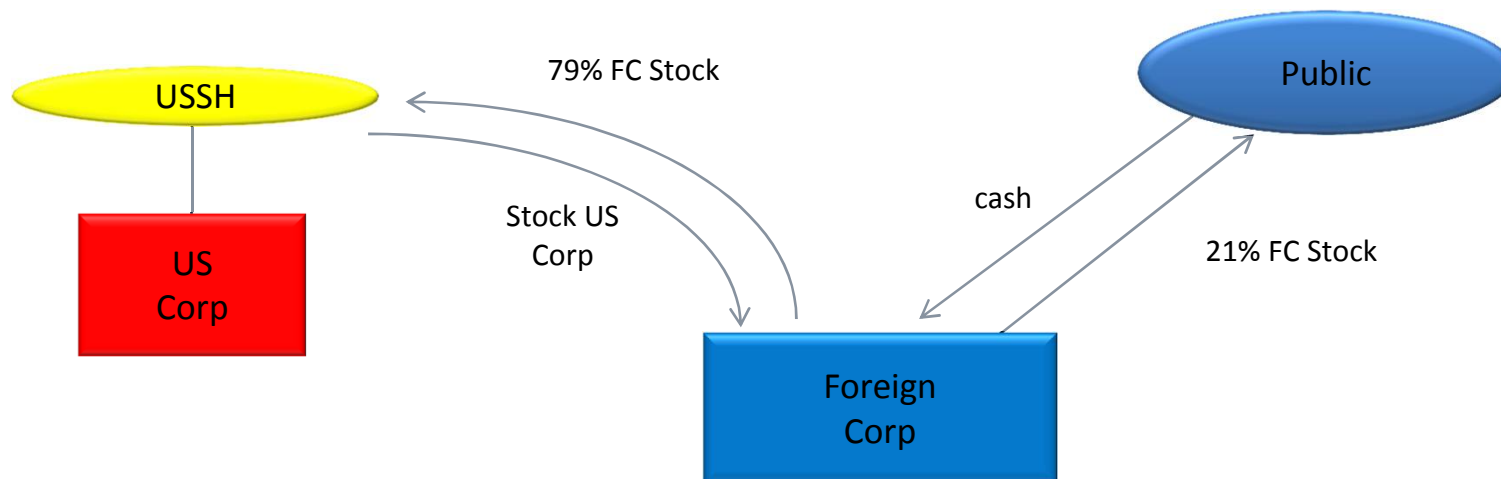 79% FC Stock
USSH
Public
cash
Stock US
Corp
21% FC Stock
US
Corp
Foreign
Corp